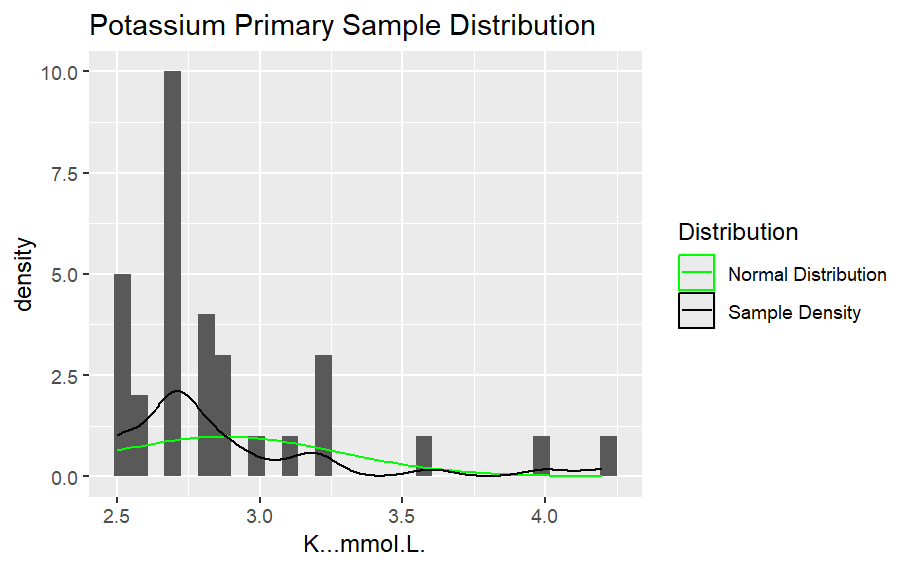 Potassium Primary Sample Distribution
10.0
7.5
5.0
2.5
0.0
density
2.5 3.0 3.5 4.0
K...mmol.L.
Distribution
Normal Distribution
Sample Density